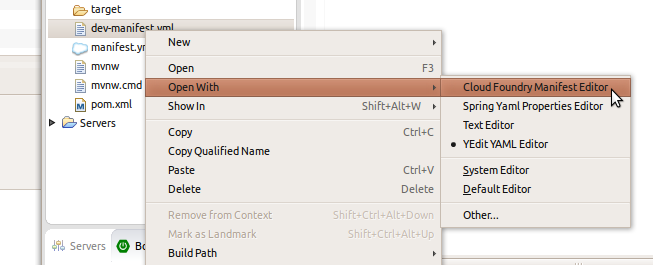 target
dev-manifest.yml
manifest.y
mvnw
mvnw.cmd
pom.xml
Servers
New
Open F3
Open With
Show In Shift+Alt+W
Copy Ctrl+C
Copy Qualified Name
Paste Ctrl+V
Delete Delete
Remove from Context Shift+Ctrl+Alt+Down
Mark as Landmark Shift+Ctrl+Alt+Up
Build Path
Cloud Foundry Manifest Editor
Spring Yaml Properties Editor
Text Editor
YEdit YAML Editor
System Editor
Default Editor
Other...
Servers
Bo